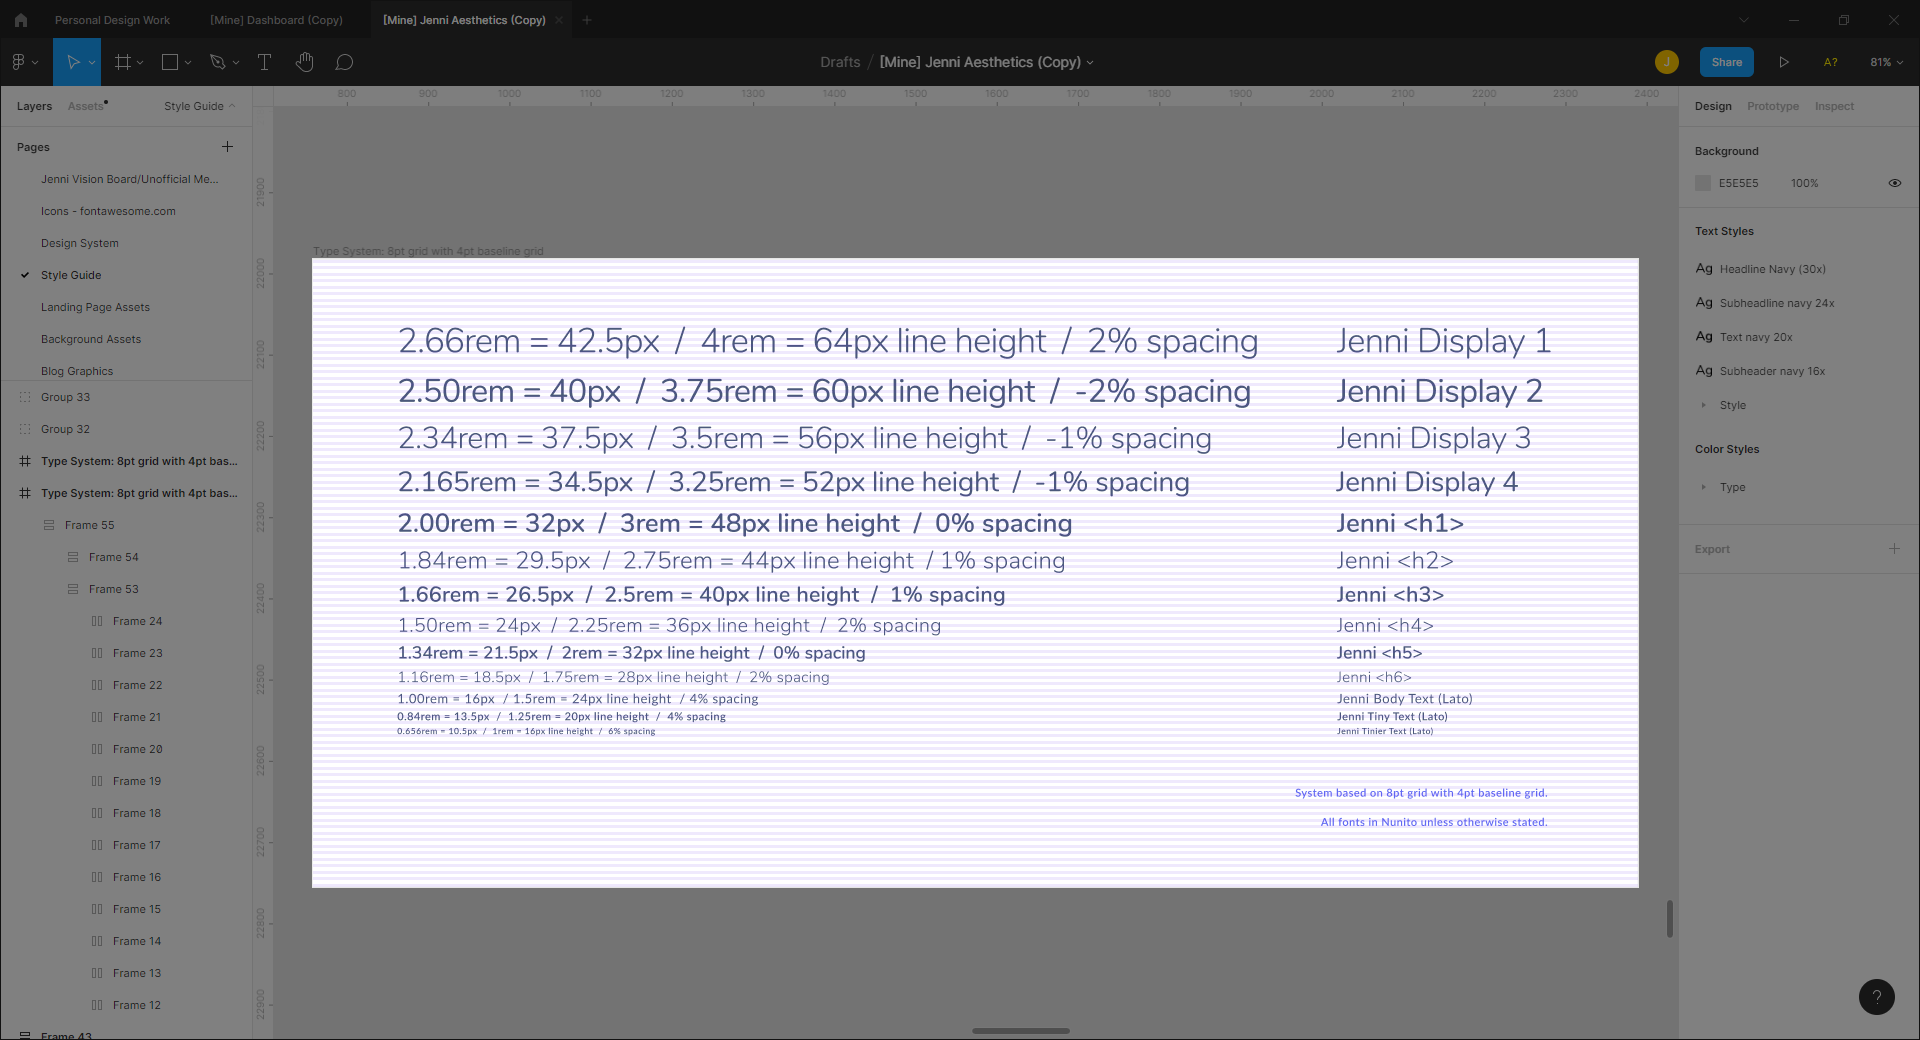 Personal Design Work
[Mine] Dashboard (Copy)
[Mine] Jenni Aesthetics (Copy)
Drafts / [Mine] Jenni Aesthetics (Copy)
J
Share
A?
81%
Layers
Assets
Style Guide
Pages
Jenni Vision Board/Unofficial Me...
Icons - fontawesome.com
Design System
Style Guide
Landing Page Assets
Background Assets
Blog Graphics
Group 33
Group 32
Type System: 8pt grid with 4pt bas...
Type System: 8pt grid with 4pt bas...
Frame 55
Frame 54
Frame 53
Frame 24
Frame 23
Frame 22
Frame 21
Frame 20
Frame 19
Frame 18
Frame 17
Frame 16
Frame 15
Frame 14
Frame 13
Frame 12
Frame 43
800 900 1000 1100 1200 1300 1400 1500 1600 1700 1800 1900 2000 2100 2200 2300 2400
21900
22000
22100
22200
22300
22400
22500
22600
22700
22800
22900
Type System: 8pt grid with 4pt baseline grid
2.66rem = 42.5px / 4rem = 64px line height / 2% spacing Jenni Display 1
2.50rem = 40px / 3.75rem = 60px line height / -2% spacing Jenni Display 2
2.34rem = 37.5px / 3.5rem = 56px line height / -1% spacing Jenni Display 3
2.165rem = 34.5px / 3.25rem = 52px line height / -1% spacing Jenni Display 4
2.00rem = 32px / 3rem = 48px line height / 0% spacing Jenni <h1>
1.84rem = 29.5px / 2.75rem = 44px line height / 1% spacing Jenni <h2>
1.66rem = 26.5px / 2.5rem = 40px line height / 1% spacing Jenni <h3>
1.50rem = 24px / 2.25rem = 36px line height / 2% spacing Jenni <h4>
1.34rem = 21.5px / 2rem = 32px line height / 0% spacing Jenni <h5>
1.16rem = 18.5px / 1.75rem = 28px line height / 2% spacing Jenni <h6>
1.00rem = 16px / 1.5rem = 24px line height / 4% spacing Jenni Body Text (Lato)
0.84rem = 13.5px / 1.25rem = 20px line height / 4% spacing Jenni Tiny Text (Lato)
0.656rem = 10.5px / 1rem = 16px line height / 6% spacing Jenni Tinier Text (Lato)
System based on 8pt grid with 4pt baseline grid.
All fonts in Nunito unless otherwise stated.
Design
Prototype
Inspect
Background
E5E5E5 100%
Text Styles
Ag Headline Navy (30x)
Ag Subheadline navy 24x
Ag Text navy 20x
Ag Subheader navy 16x
Style
Color Styles
Type
Export
?